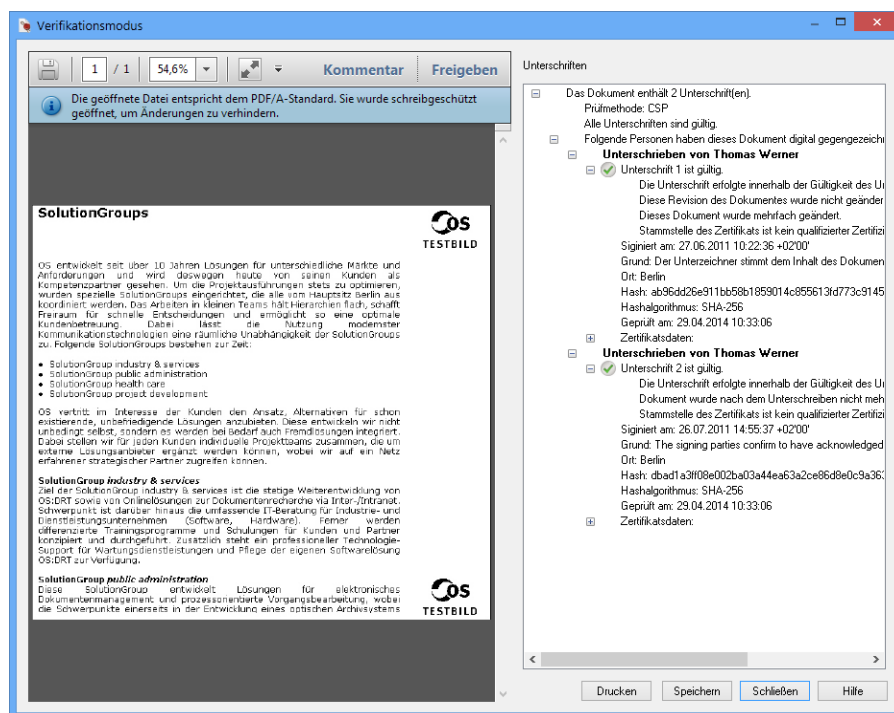 Verifikationsmodus
1 / 1 54,6% Kommentar Freigeben
Die geöffnete Datei entspricht dem PDF/A-Standard. Sie wurde schreibgeschützt
geöffnet, um Änderungen zu verhindern.
SolutionGroups
OS
TESTBILD
OS entwickelt seit über 10 Jahren Lösungen für unterschiedliche Märkte und
Anforderungen und wird deswegen heute von seinen Kunden als
Kompetenzpartner gesehen. Um die Projektausführungen stets zu optimieren,
wurden spezielle SolutionGroups eingerichtet, die alle vom Hauptsitz Berlin aus
koordiniert werden. Das Arbeiten in kleinen Teams hält Hierarchien flach, schafft
Freiraum für schnelle Entscheidungen und ermöglicht so eine optimale
Kundenbetreuung. Dabei lässt die Nutzung modernster
Kommunikationstechnologien eine räumliche Unabhängigkeit der SolutionGroups
zu. Folgende SolutionGroups bestehen zur Zeit:
• SolutionGroup industry & services
• SolutionGroup public administration
• SolutionGroup health care
• SolutionGroup project development
OS vertritt im Interesse der Kunden den Ansatz, Alternativen für schon
existierende, unbefriedigende Lösungen anzubieten. Diese entwickeln wir nicht
unbedingt selbst, sondern es werden bei Bedarf auch Fremdlösungen integriert.
Dabei stellen wir für jeden Kunden individuelle Projektteams zusammen, die um
externe Lösungsanbieter ergänzt werden können, wobei wir auf ein Netz
erfahrener strategischer Partner zugreifen können.
SolutionGroup industry & services
Ziel der SolutionGroup industry & services ist die stetige Weiterentwicklung von
OS:DRT sowie von Onlinelösungen zur Dokumentenrecherche via Inter-/Intranet.
Schwerpunkt ist darüber hinaus die umfassende IT-Beratung für Industrie- und
Dienstleistungsunternehmen (Software, Hardware). Ferner werden
differenzierte Trainingsprogramme und Schulungen für Kunden und Partner
konzipiert und durchgeführt. Zusätzlich steht ein professioneller Technologie-
Support für Wartungsdienstleistungen und Pflege der eigenen Softwarelösung
OS:DRT zur Verfügung.
SolutionGroup public administration
Diese SolutionGroup entwickelt Lösungen für elektronisches
Dokumentenmanagement und prozessorientierte Vorgangsbearbeitung, wobei
die Schwerpunkte einerseits in der Entwicklung eines optischen Archivsystems
OS
TESTBILD
Unterschriften
Das Dokument enthält 2 Unterschrift(en).
Prüfmethode: CSP
Alle Unterschriften sind gültig.
Folgende Personen haben dieses Dokument digital gegengezeichn
Unterschrieben von Thomas Werner
Unterschrift 1 ist gültig.
Die Unterschrift erfolgte innerhalb der Gültigkeit des Un
Diese Revision des Dokumentes wurde nicht geänder
Dieses Dokument wurde mehrfach geändert.
Stammstelle des Zertifikats ist kein qualifizierter Zertifizi
Signiert am: 27.06.2011 10:22:36 +02'00'
Grund: Der Unterzeichner stimmt dem Inhalt des Dokumen
Ort: Berlin
Hash: ab96dd26e911bb58b1859014c855613fd773c9145
Hashalgorithmus: SHA-256
Geprüft am: 29.04.2014 10:33:06
Zertifikatsdaten:
Unterschrieben von Thomas Werner
Unterschrift 2 ist gültig.
Die Unterschrift erfolgte innerhalb der Gültigkeit des Un
Dokument wurde nach dem Unterschreiben nicht meh
Stammstelle des Zertifikats ist kein qualifizierter Zertifizi
Signiert am: 26.07.2011 14:55:37 +02'00'
Grund: The signing parties confirm to have acknowledged
Ort: Berlin
Hash: dbad1a3ff08e002ba03a44ea63a2ce86d8e0c9a363
Hashalgorithmus: SHA-256
Geprüft am: 29.04.2014 10:33:06
Zertifikatsdaten:
Drucken Speichern Schließen Hilfe